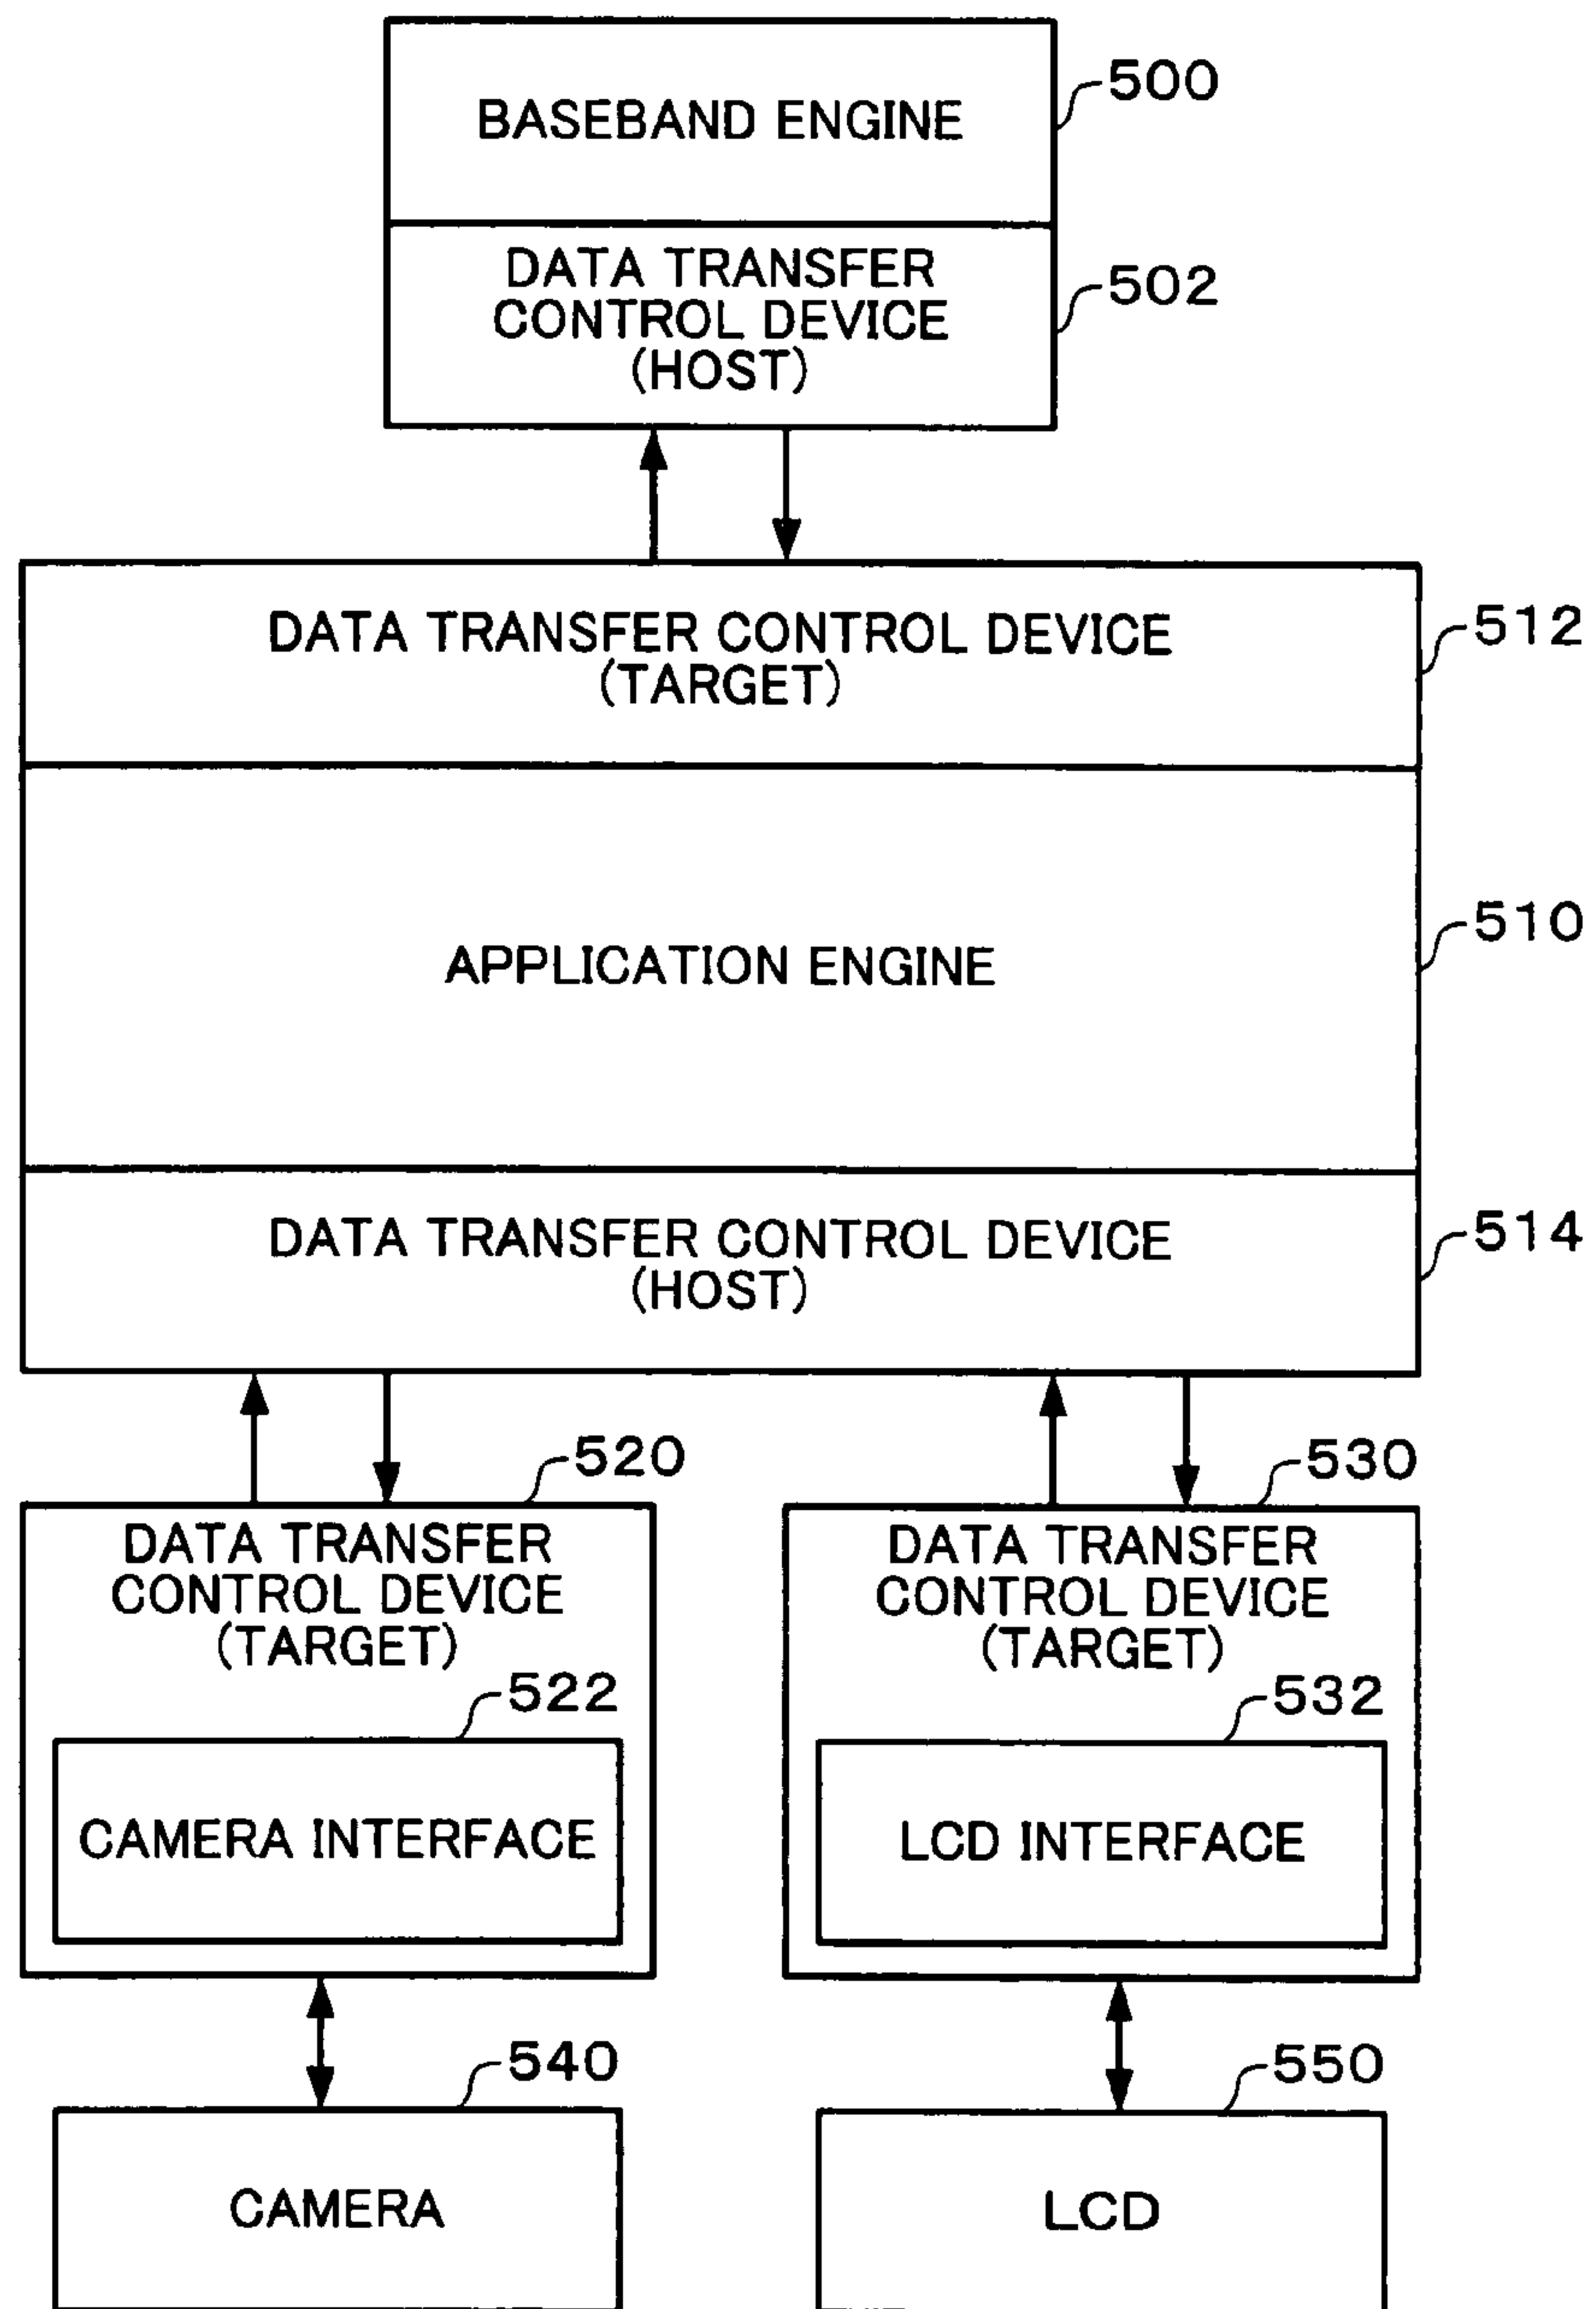 BASEBAND ENGINE
500
DATA TRANSFER
CONTROL DEVICE
(HOST)
502
DATA TRANSFER CONTROL DEVICE
(TARGET)
512
APPLICATION ENGINE
510
DATA TRANSFER CONTROL DEVICE
(HOST)
514
520
DATA TRANSFER
CONTROL DEVICE
(TARGET)
522
CAMERA INTERFACE
530
DATA TRANSFER
CONTROL DEVICE
(TARGET)
532
LCD INTERFACE
540
CAMERA
550
LCD